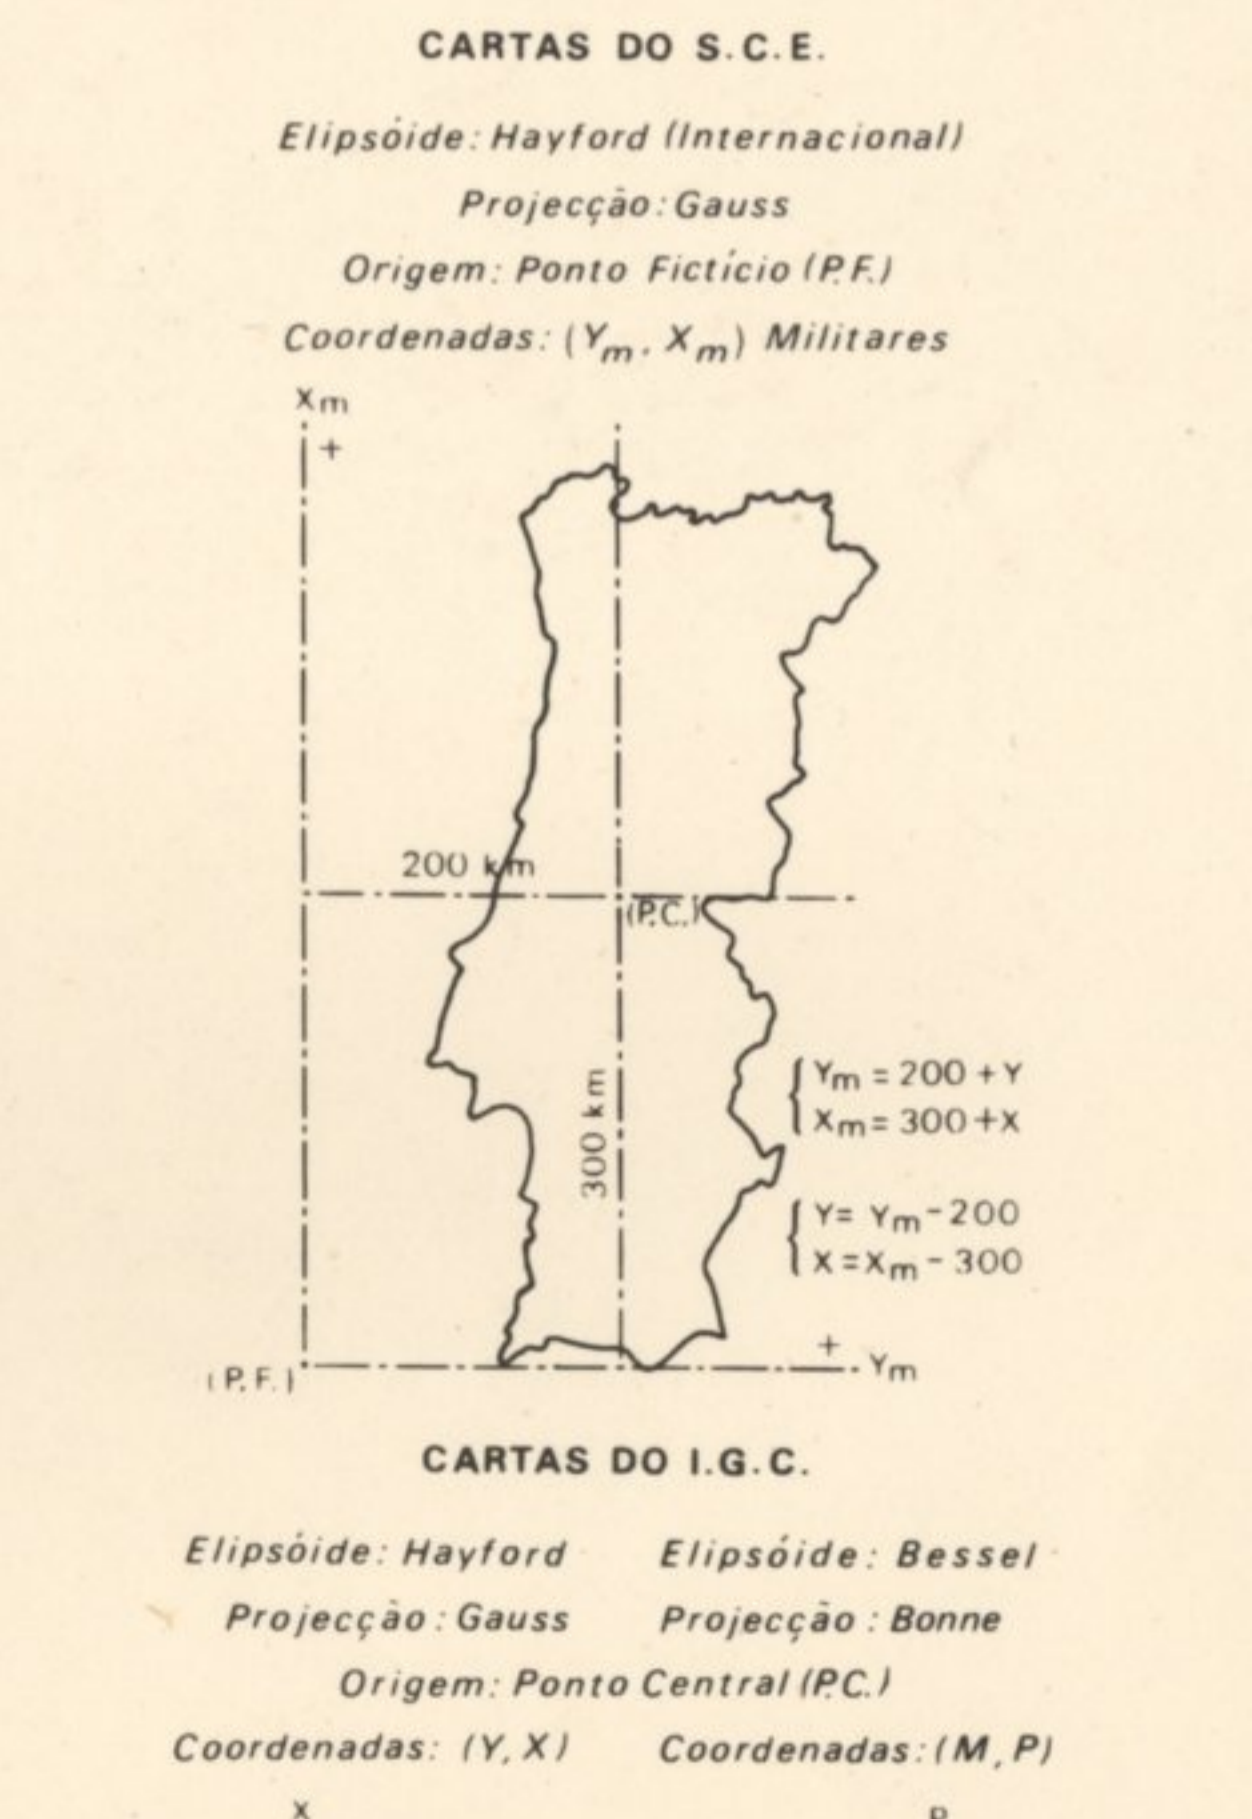 CARTAS DO S.C.E.
Elipsóide: Hayford (Internacional)
Projecção: Gauss
Origem: Ponto Fictício (P.F.)
Coordenadas: (Ym, Xm) Militares
Xm
+
200 km
(P.C.)
300 km
Ym = 200 + Y
Xm = 300 + X
Y = Ym - 200
X = Xm - 300
+
Ym
(P.F.)
CARTAS DO I.G.C.
Elipsóide: Hayford
Elipsóide: Bessel
Projecção: Gauss
Projecção: Bonne
Origem: Ponto Central (P.C.)
Coordenadas: (Y, X)
Coordenadas: (M, P)
X
P